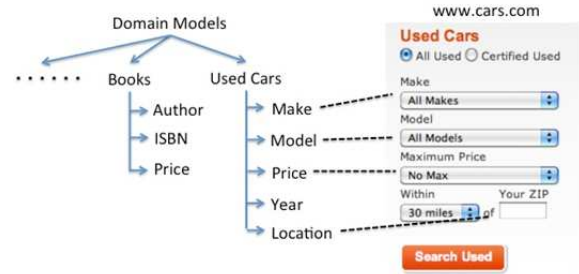 www.cars.com
Domain Models
Used Cars
All Used Certified Used
...... Books Used Cars
Make
Author Make
All Makes
Model
ISBN Model
All Models
Maximum Price
Price Price
No Max
Within Your ZIP
Year
30 miles of
Location
Search Used